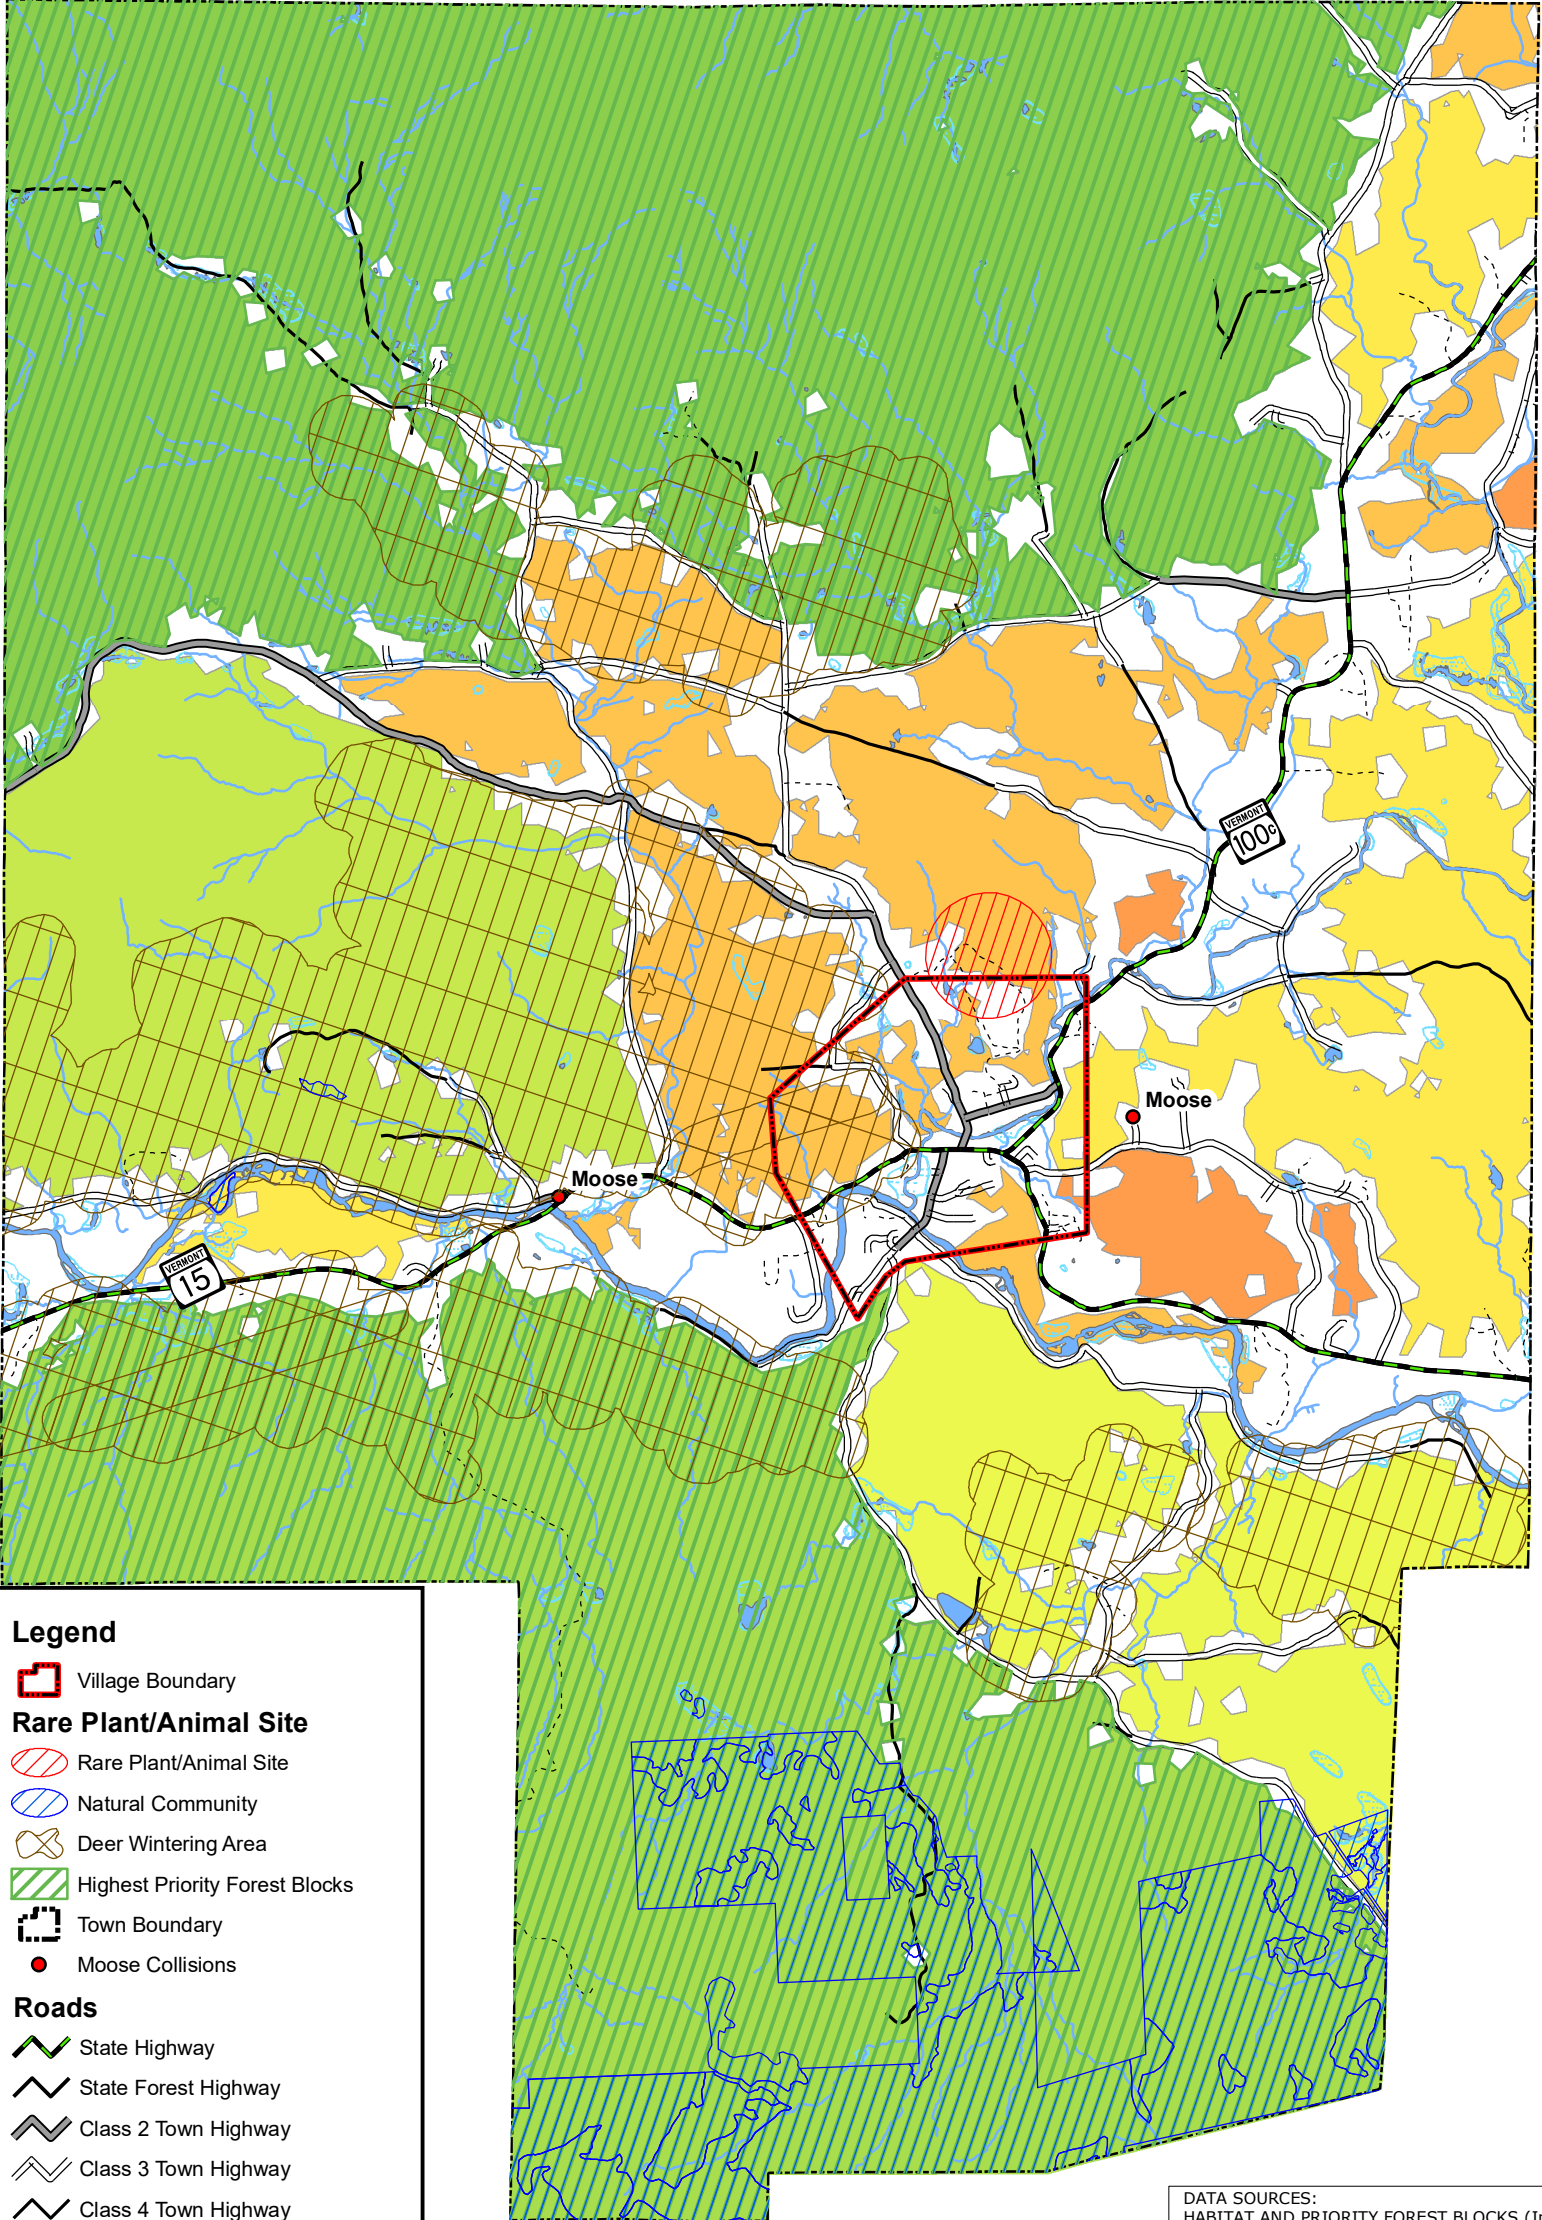 VERMONT
100c
Moose
Moose
VERMONT
15
Legend
Village Boundary
Rare Plant/Animal Site
Rare Plant/Animal Site
Natural Community
Deer Wintering Area
Highest Priority Forest Blocks
Town Boundary
Moose Collisions
Roads
State Highway
State Forest Highway
Class 2 Town Highway
Class 3 Town Highway
Class 4 Town Highway
DATA SOURCES:
HABITAT AND PRIORITY FOREST BLOCKS